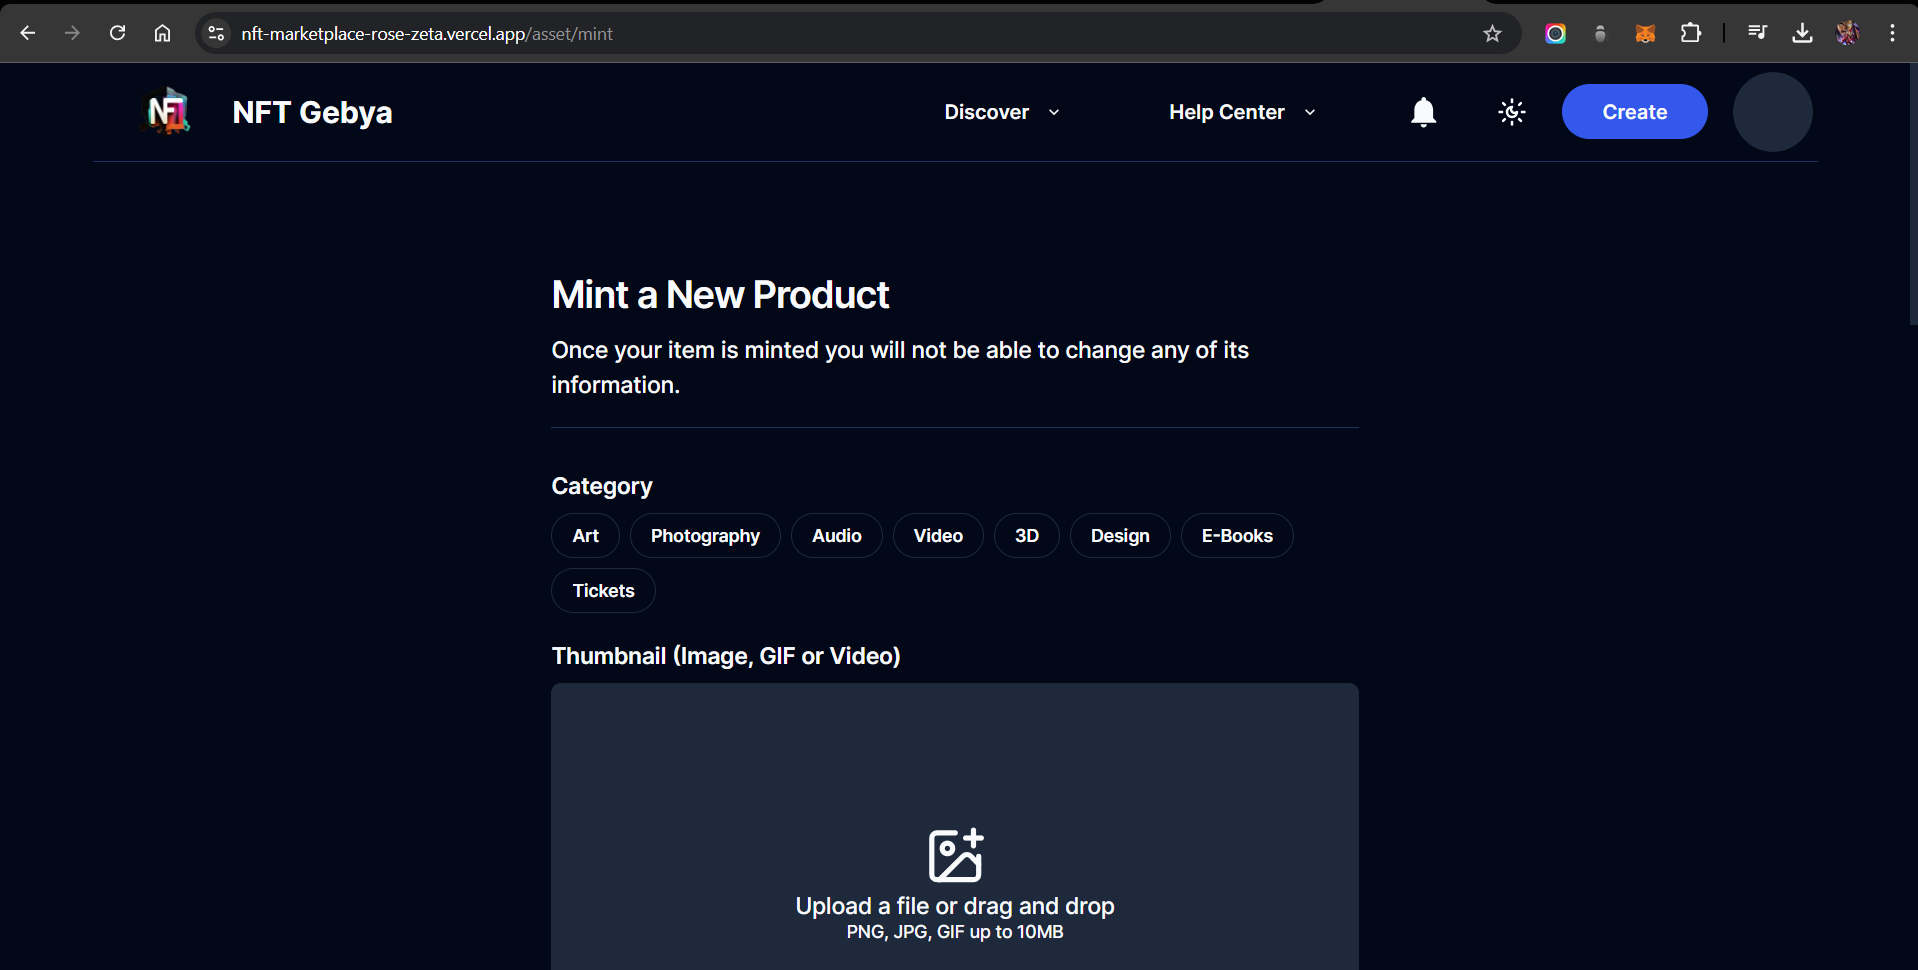 nft-marketplace-rose-zeta.vercel.app/asset/mint
NFT
NFT Gebya
Discover
Help Center
Create
Mint a New Product
Once your item is minted you will not be able to change any of its
information.
Category
Art
Photography
Audio
Video
3D
Design
E-Books
Tickets
Thumbnail (Image, GIF or Video)
Upload a file or drag and drop
PNG, JPG, GIF up to 10MB